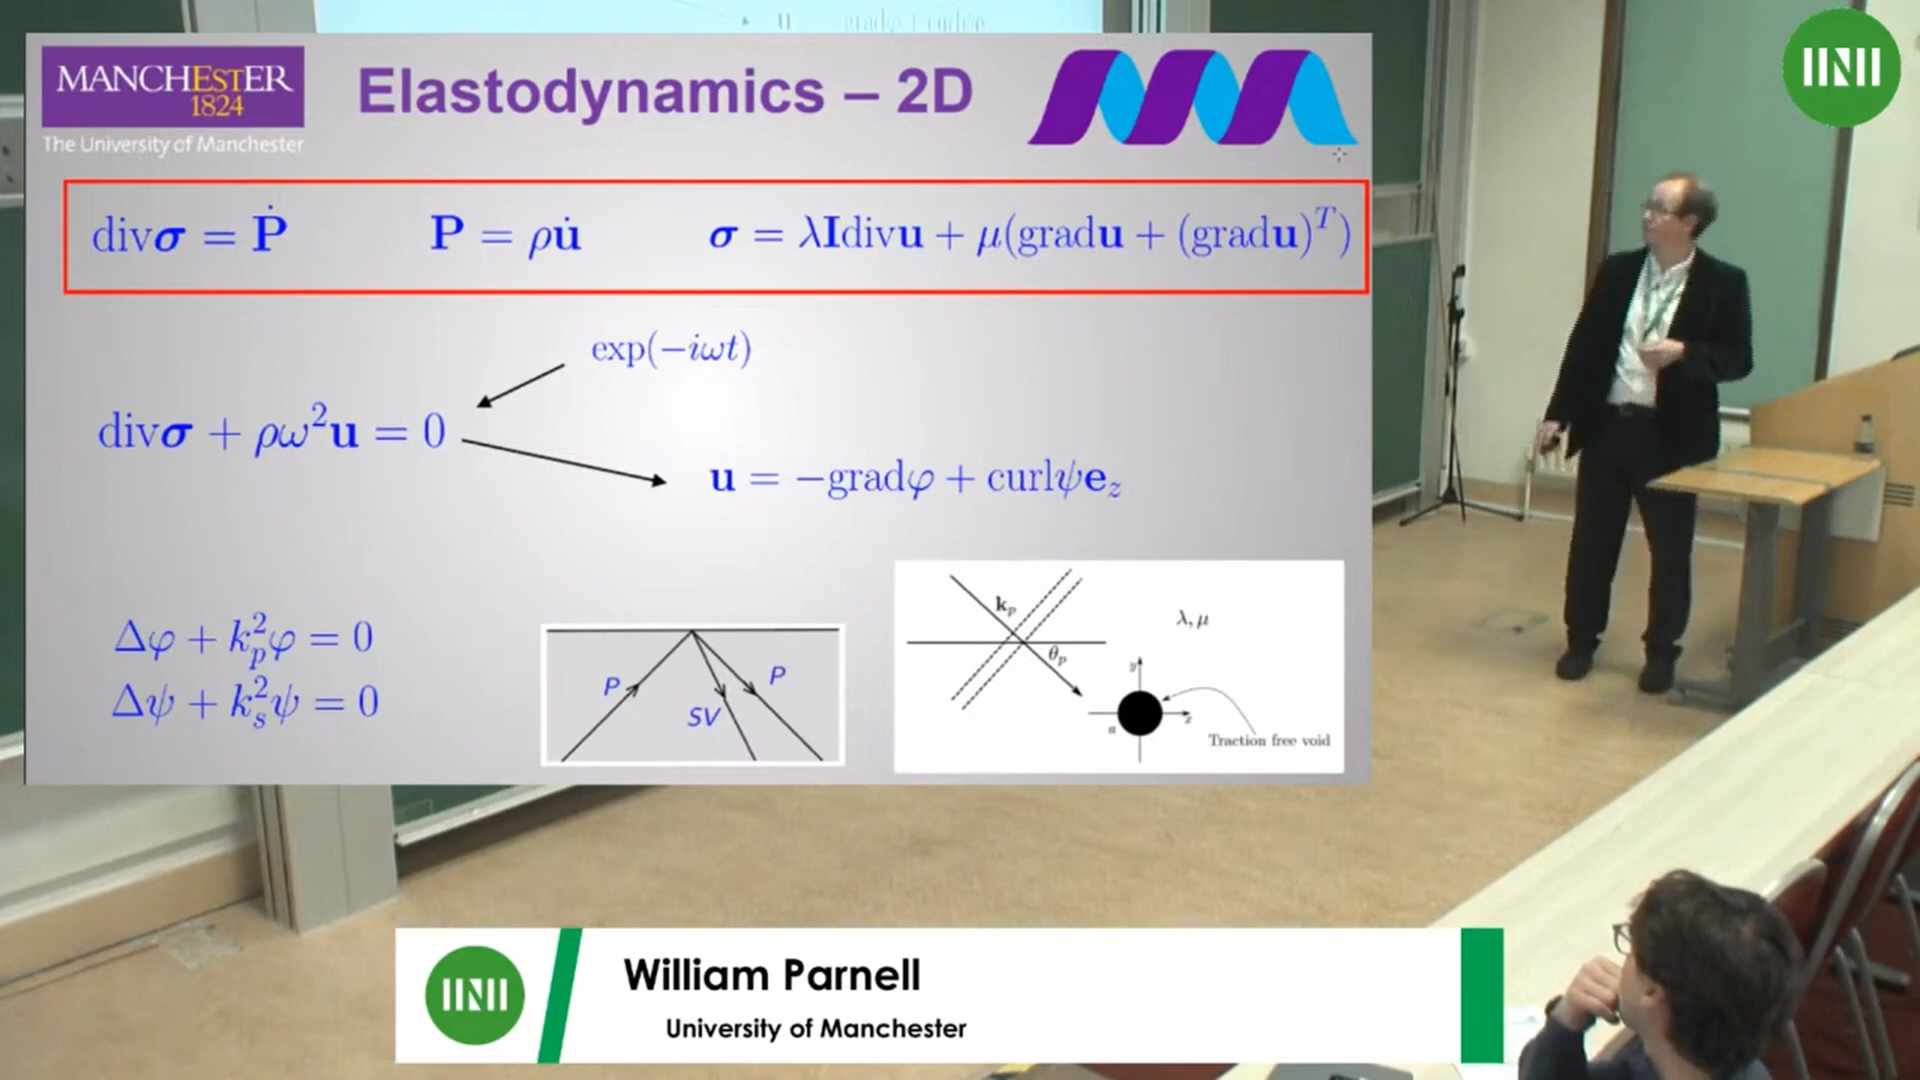 MANCHESTER
1824
The University of Manchester
Elastodynamics – 2D
divσ = Ṗ P = ρu̇ σ = λIdivu + μ(gradu + (gradu)ᵀ)
exp(−iωt)
divσ + ρω²u = 0
u = −gradφ + curlψe_z
Δφ + k_p²φ = 0
Δψ + k_s²ψ = 0
P
SV
P
k_p
θ_p
λ, μ
y
x
a
Traction free void
William Parnell
University of Manchester